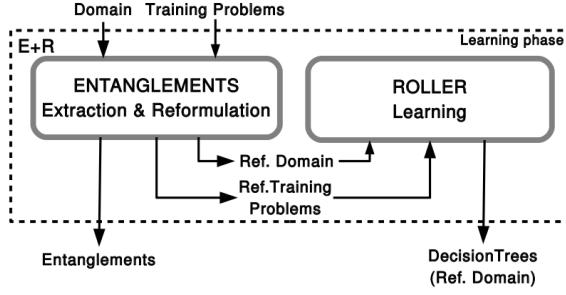 Domain Training Problems
Learning phase
E+R
ENTANGLEMENTS
Extraction & Reformulation
ROLLER
Learning
Ref. Domain
Ref.Training
Problems
Entanglements
DecisionTrees
(Ref. Domain)